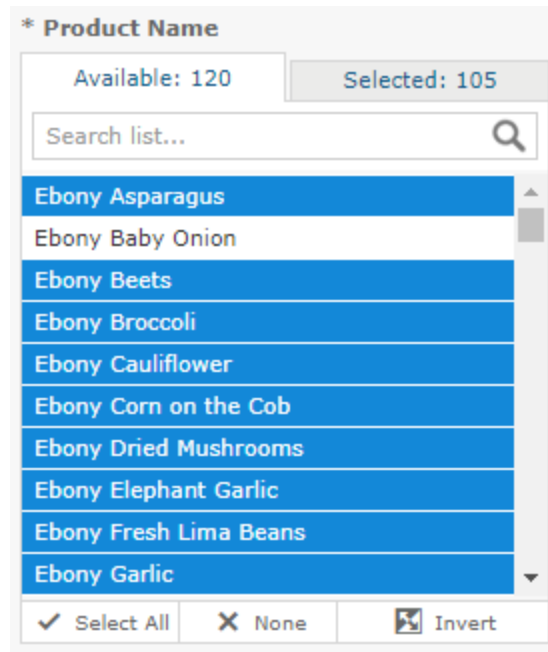 * Product Name
Available: 120 Selected: 105
Search list...
Ebony Asparagus
Ebony Baby Onion
Ebony Beets
Ebony Broccoli
Ebony Cauliflower
Ebony Corn on the Cob
Ebony Dried Mushrooms
Ebony Elephant Garlic
Ebony Fresh Lima Beans
Ebony Garlic
Select All None Invert